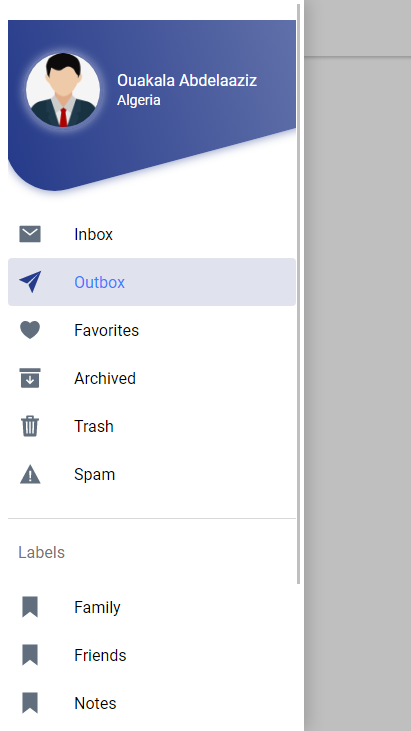 Ouakala Abdelaaziz
Algeria
Inbox
Outbox
Favorites
Archived
Trash
Spam
Labels
Family
Friends
Notes